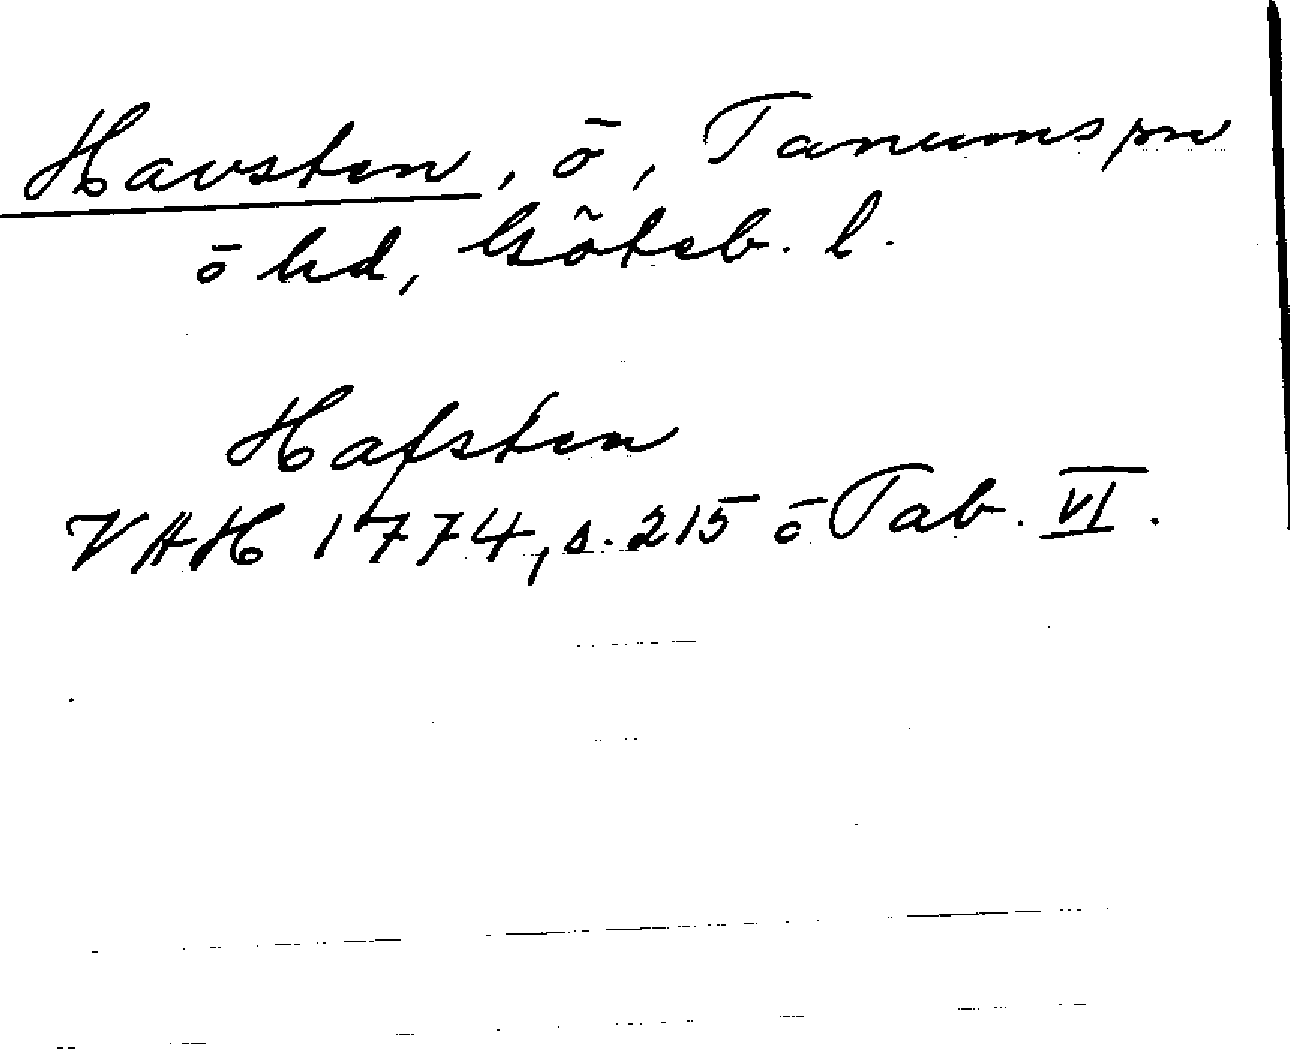 Havsten, ö, Tanums sn
o hd, Göteb. l.
Hafsten
VAH 1774, s. 215 o Tab. VI.